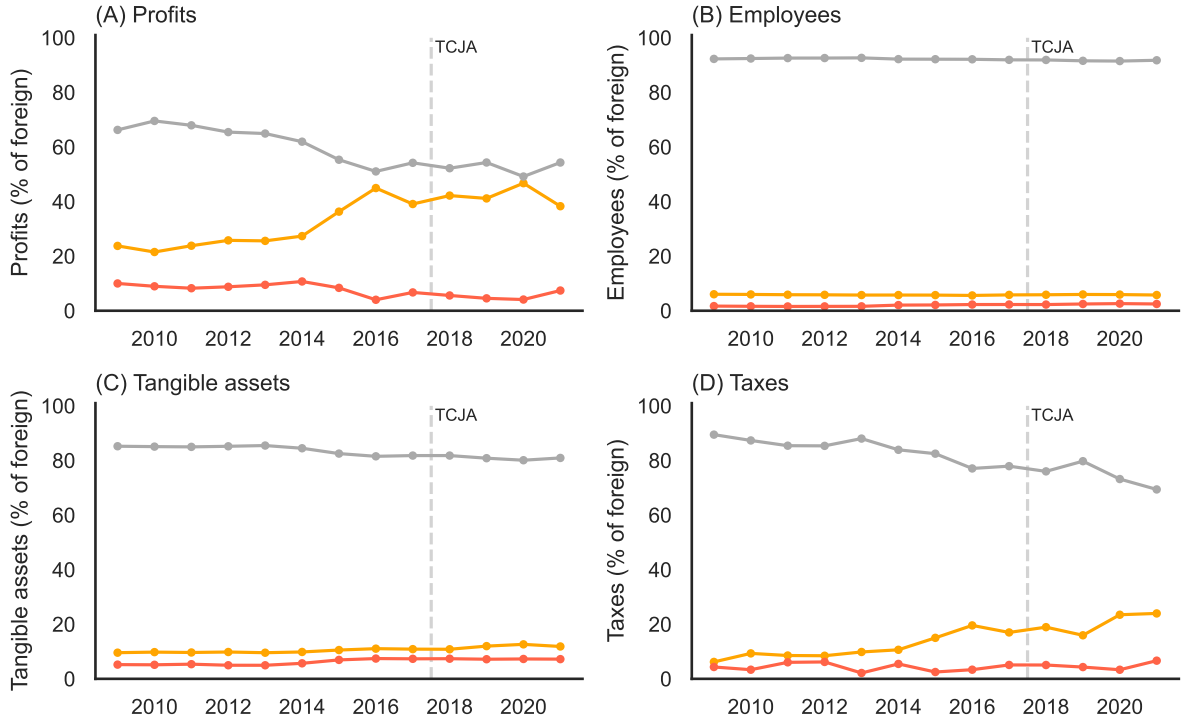 (A) Profits
Profits (% of foreign)
100
80
60
40
20
0
TCJA
2010 2012 2014 2016 2018 2020
(B) Employees
Employees (% of foreign)
100
80
60
40
20
0
TCJA
2010 2012 2014 2016 2018 2020
(C) Tangible assets
Tangible assets (% of foreign)
100
80
60
40
20
0
TCJA
2010 2012 2014 2016 2018 2020
(D) Taxes
Taxes (% of foreign)
100
80
60
40
20
0
TCJA
2010 2012 2014 2016 2018 2020